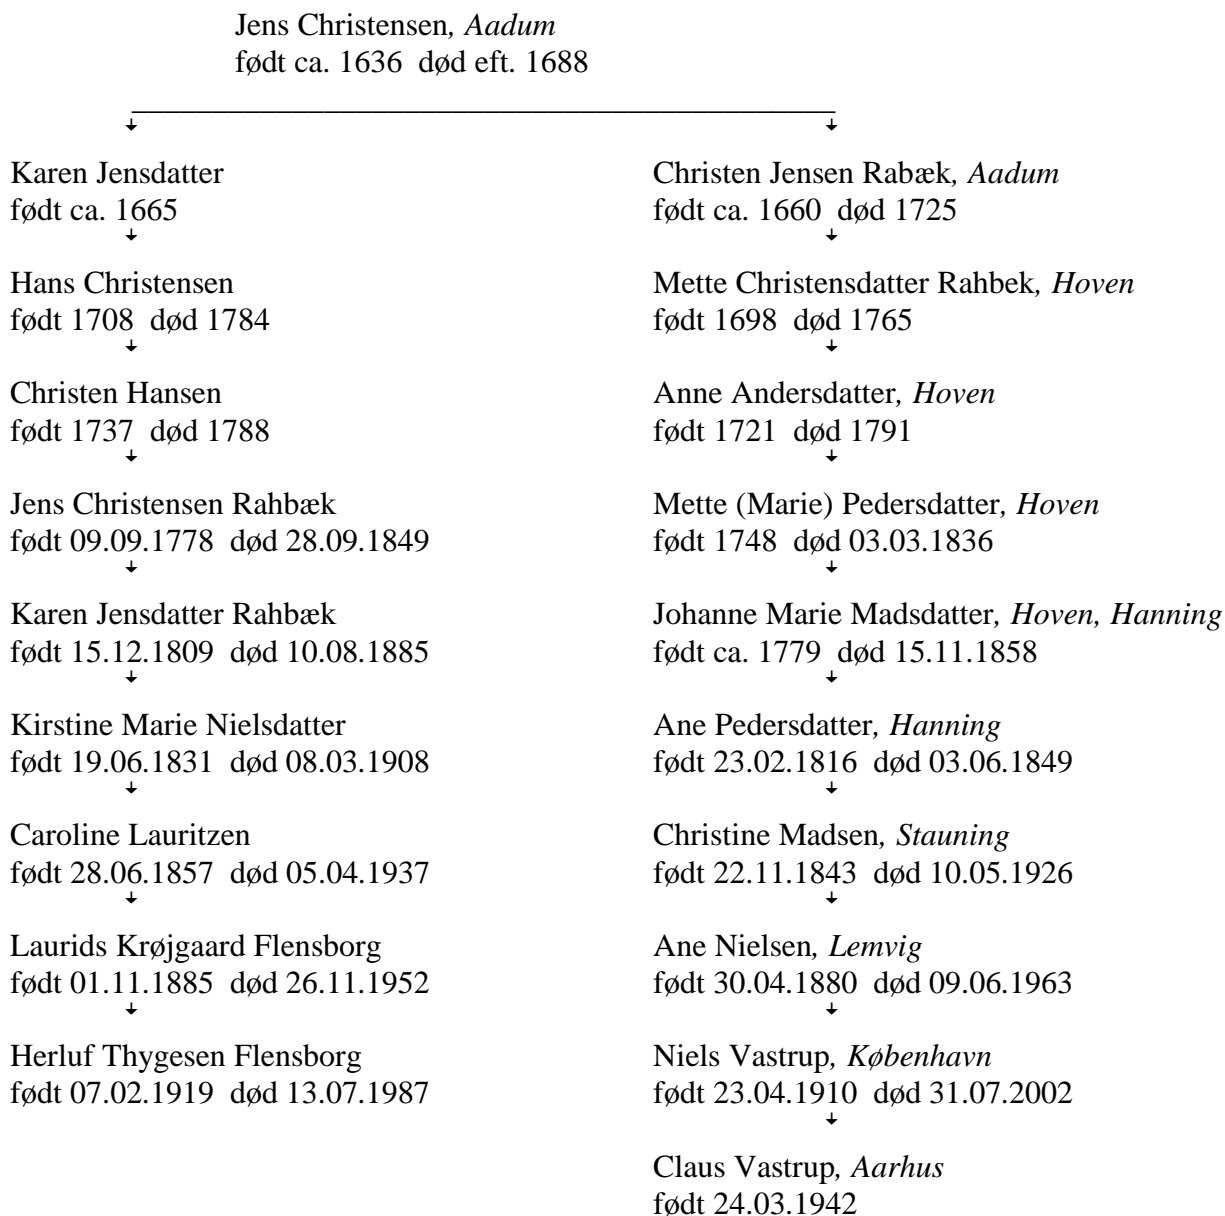 Jens Christensen, Aadum
født ca. 1636 død eft. 1688
Karen Jensdatter
født ca. 1665
Christen Jensen Rabæk, Aadum
født ca. 1660 død 1725
Hans Christensen
født 1708 død 1784
Mette Christensdatter Rahbek, Hoven
født 1698 død 1765
Christen Hansen
født 1737 død 1788
Anne Andersdatter, Hoven
født 1721 død 1791
Jens Christensen Rahbæk
født 09.09.1778 død 28.09.1849
Mette (Marie) Pedersdatter, Hoven
født 1748 død 03.03.1836
Karen Jensdatter Rahbæk
født 15.12.1809 død 10.08.1885
Johanne Marie Madsdatter, Hoven, Hanning
født ca. 1779 død 15.11.1858
Kirstine Marie Nielsdatter
født 19.06.1831 død 08.03.1908
Ane Pedersdatter, Hanning
født 23.02.1816 død 03.06.1849
Caroline Lauritzen
født 28.06.1857 død 05.04.1937
Christine Madsen, Stauning
født 22.11.1843 død 10.05.1926
Laurids Krøjgaard Flensborg
født 01.11.1885 død 26.11.1952
Ane Nielsen, Lemvig
født 30.04.1880 død 09.06.1963
Herluf Thygesen Flensborg
født 07.02.1919 død 13.07.1987
Niels Vastrup, København
født 23.04.1910 død 31.07.2002
Claus Vastrup, Aarhus
født 24.03.1942